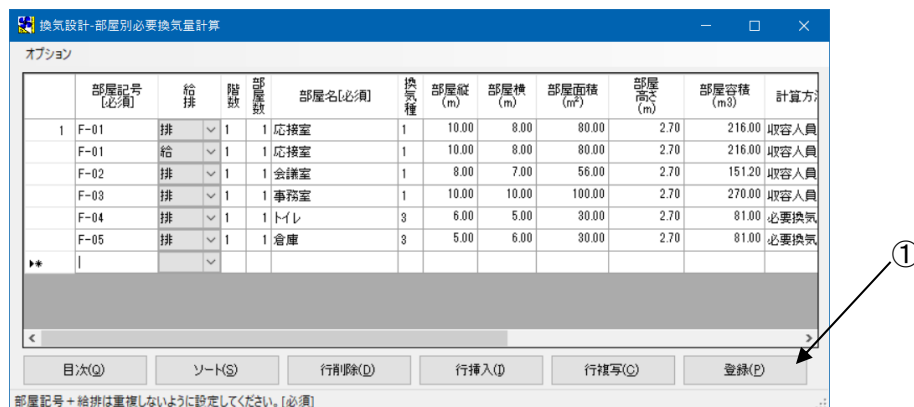 換気設計-部屋別必要換気量計算
オプション
部屋記号[必須] 給排 階数 部屋数 部屋名[必須] 換気種 部屋縦(m) 部屋横(m) 部屋面積(m²) 部屋高さ(m) 部屋容積(m3) 計算方
1 F-01 排 1 1 応接室 1 10.00 8.00 80.00 2.70 216.00 収容人員
F-01 給 1 1 応接室 1 10.00 8.00 80.00 2.70 216.00 収容人員
F-02 排 1 1 会議室 1 8.00 7.00 56.00 2.70 151.20 収容人員
F-03 排 1 1 事務室 1 10.00 10.00 100.00 2.70 270.00 収容人員
F-04 排 1 1 トイレ 3 6.00 5.00 30.00 2.70 81.00 必要換気
F-05 排 1 1 倉庫 3 5.00 6.00 30.00 2.70 81.00 必要換気
①
目次(Q) ソート(S) 行削除(D) 行挿入(I) 行複写(C) 登録(P)
部屋記号+給排は重複しないように設定してください。[必須]